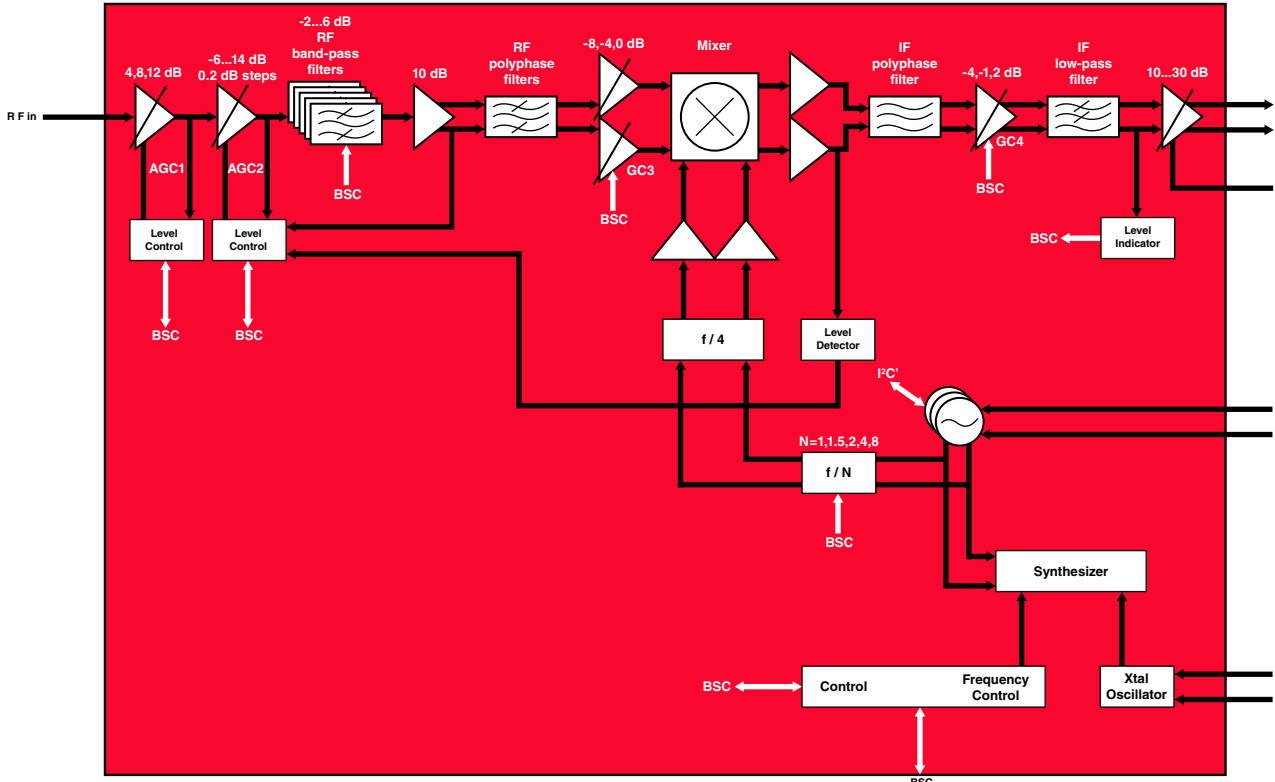 -2...6 dB
RF
band-pass
filters
-6...14 dB
0.2 dB steps
4,8,12 dB
10 dB
RF
polyphase
filters
-8,-4,0 dB
Mixer
IF
polyphase
filter
-4,-1,2 dB
IF
low-pass
filter
10...30 dB
R F in
AGC1
AGC2
BSC
GC3
BSC
GC4
BSC
Level
Control
Level
Control
BSC
Level
Indicator
BSC
BSC
f / 4
Level
Detector
I²C'
N=1,1.5,2,4,8
f / N
BSC
Synthesizer
BSC
Control
Frequency
Control
Xtal
Oscillator
BSC